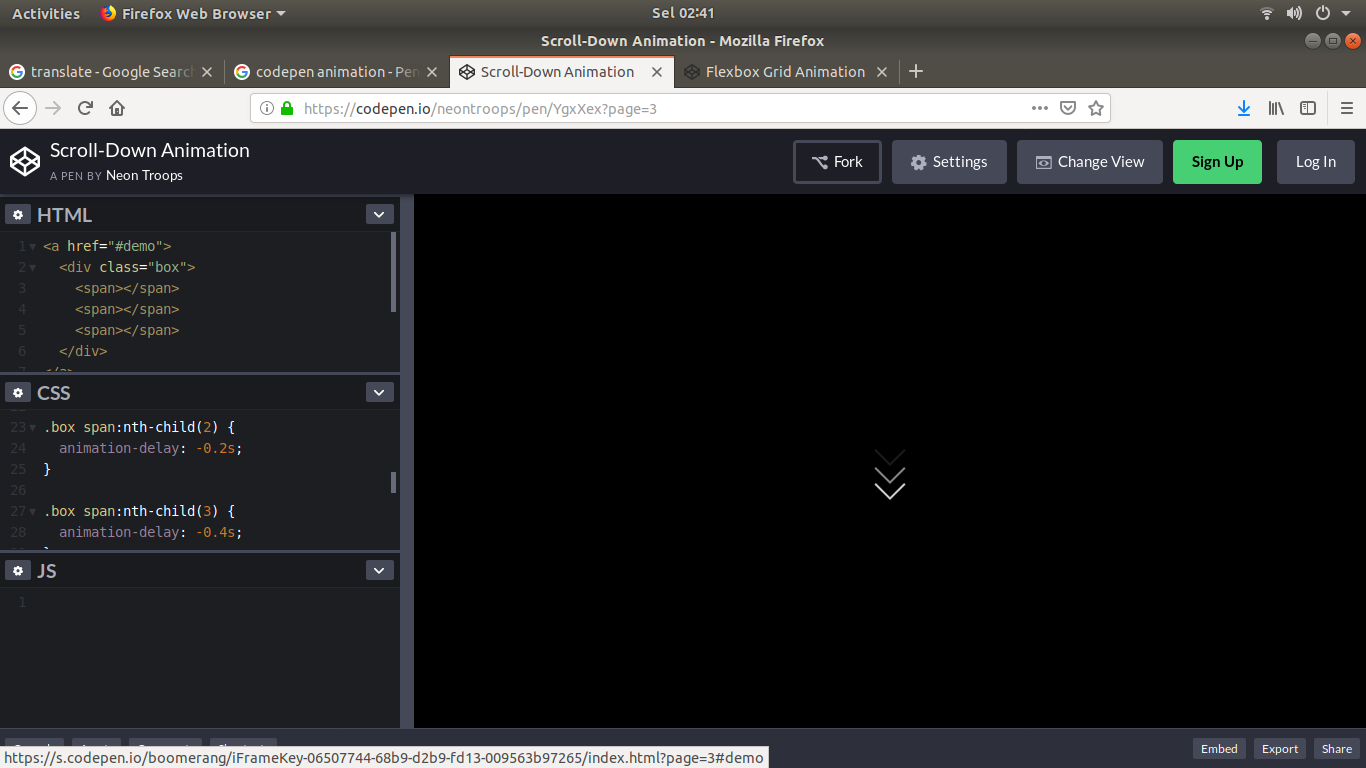 Activities Firefox Web Browser Sel 02:41
Scroll-Down Animation - Mozilla Firefox
translate - Google Searc codepen animation - Pen Scroll-Down Animation Flexbox Grid Animation
https://codepen.io/neontroops/pen/YgxXex?page=3
Scroll-Down Animation
A PEN BY Neon Troops
Fork Settings Change View Sign Up Log In
HTML
1 <a href="#demo">
2 <div class="box">
3 <span></span>
4 <span></span>
5 <span></span>
6 </div>
7 </a>
CSS
23 .box span:nth-child(2) {
24 animation-delay: -0.2s;
25 }
26
27 .box span:nth-child(3) {
28 animation-delay: -0.4s;
JS
1
Embed Export Share
https://s.codepen.io/boomerang/iFrameKey-06507744-68b9-d2b9-fd13-009563b97265/index.html?page=3#demo